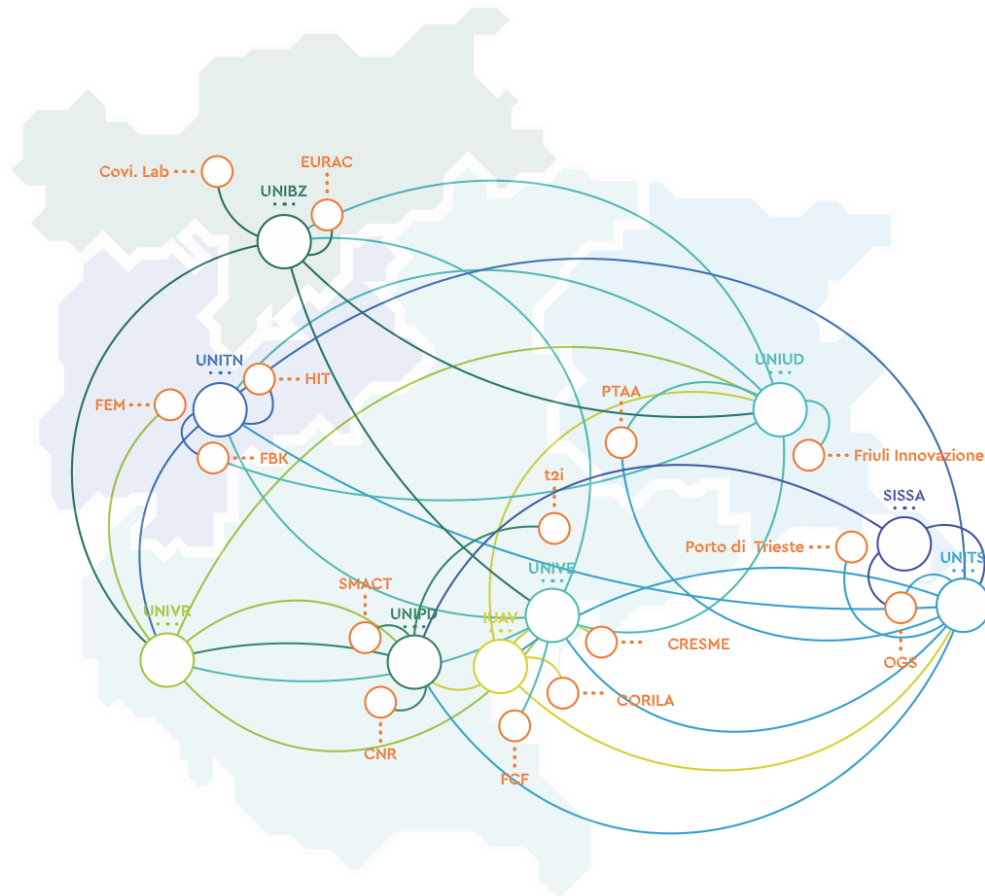 EURAC
Covi. Lab
UNIBZ
UNITN
UNIUD
HIT
PTAA
FEM
FBK
Friuli Innovazione
t2i
SISSA
Porto di Trieste
UNITS
UNIVE
SMACT
UNIVR
UNIPD
IUAV
CRESME
OGS
CORILA
CNR
FCF